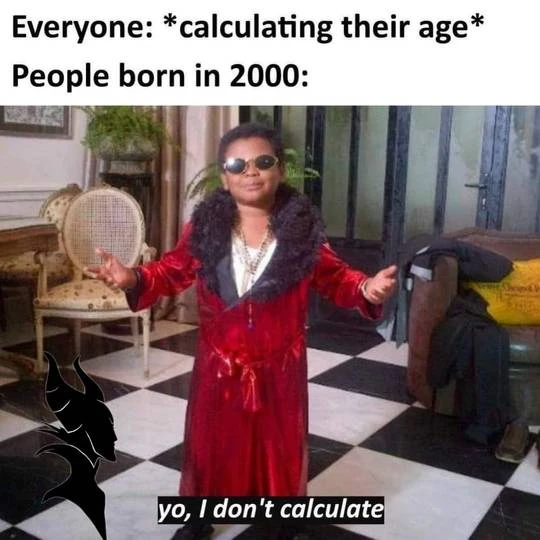 Everyone: *calculating their age*
People born in 2000:
yo, I don't calculate